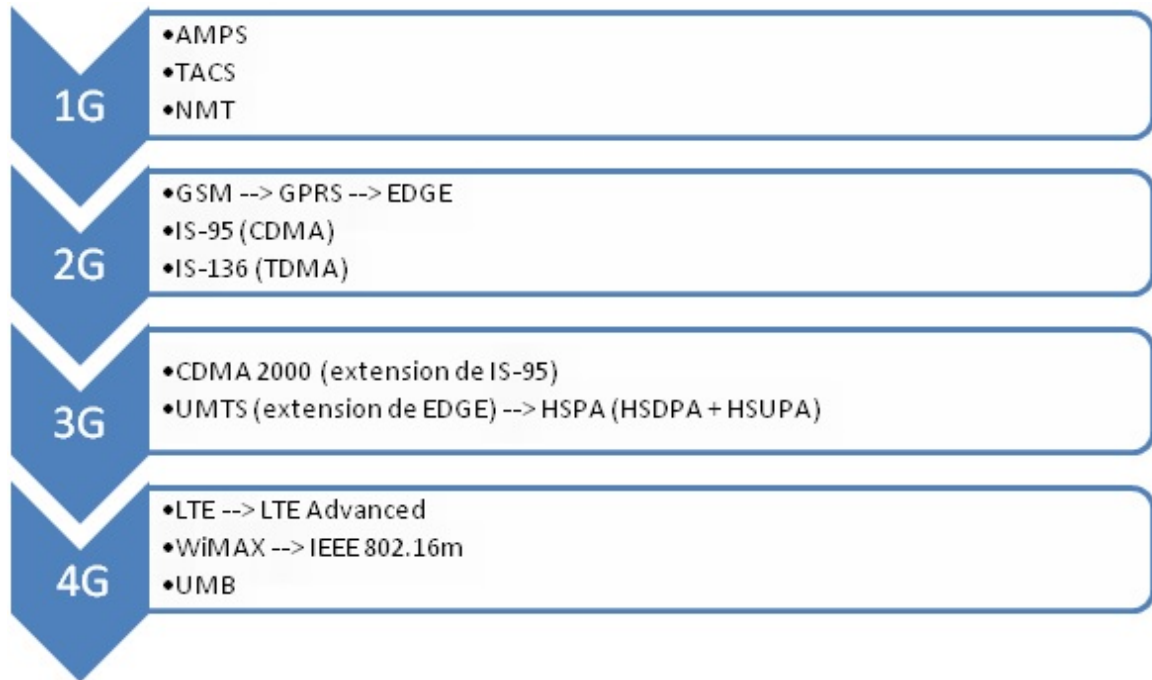 1G
•AMPS
•TACS
•NMT
2G
•GSM --> GPRS --> EDGE
•IS-95 (CDMA)
•IS-136 (TDMA)
3G
•CDMA 2000 (extension de IS-95)
•UMTS (extension de EDGE) --> HSPA (HSDPA + HSUPA)
4G
•LTE --> LTE Advanced
•WiMAX --> IEEE 802.16m
•UMB